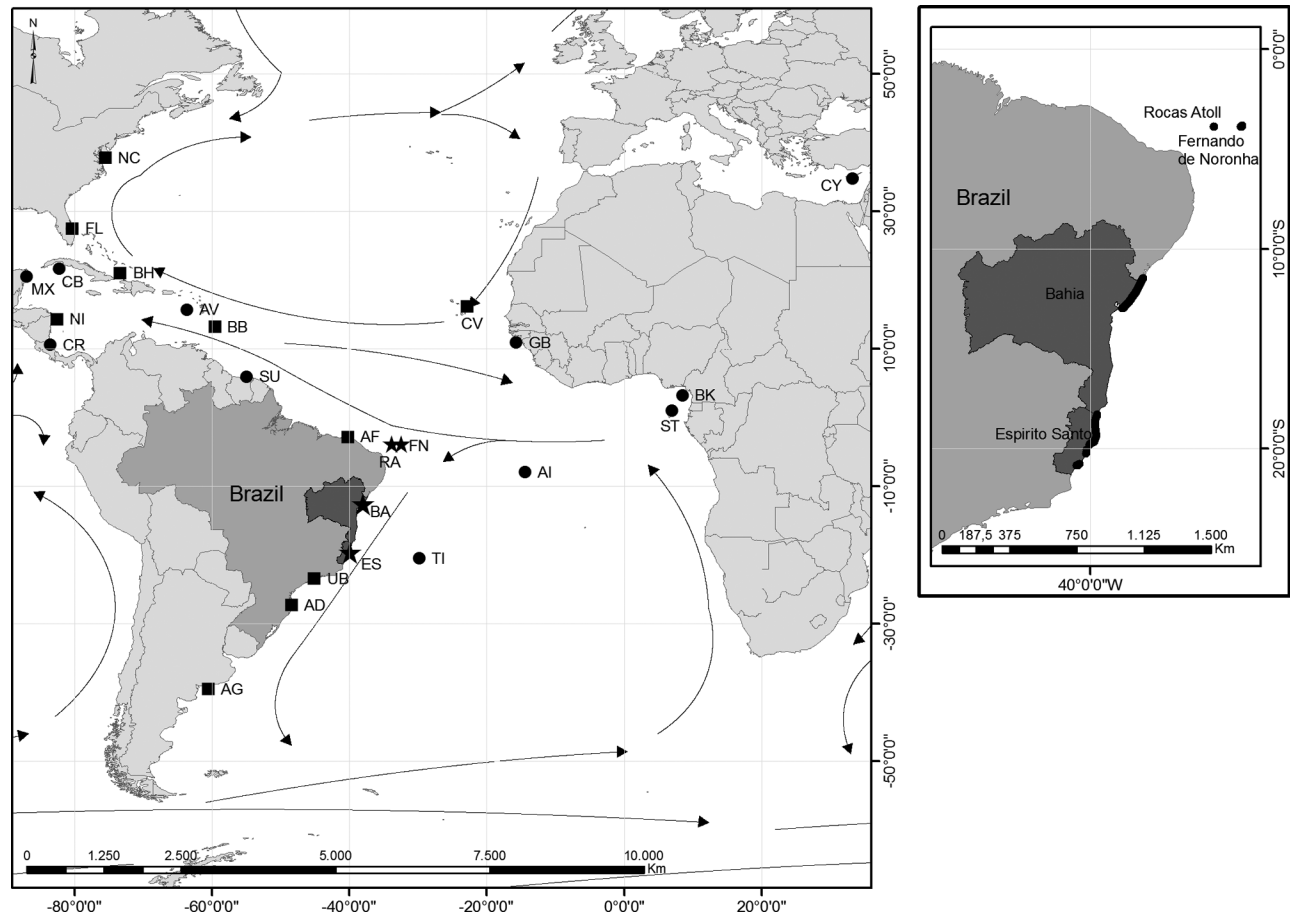 N
NC
FL
CY
MX
CB
BH
AV
NI
BB
CV
CR
GB
SU
BK
ST
AF
FN
RA
AI
Brazil
BA
ES
TI
UB
AD
AG
50°0'0"
30°0'0"
10°0'0"
-10°0'0"
-30°0'0"
-50°0'0"
0 1.250 2.500 5.000 7.500 10.000
Km
-80°0'0" -60°0'0" -40°0'0" -20°0'0" 0°0'0" 20°0'0"
0°0'0"
Rocas Atoll
Fernando
de Noronha
Brazil
10°0'0"S
Bahia
Espirito Santo
20°0'0"S
0 187,5 375 750 1.125 1.500
Km
40°0'0"W